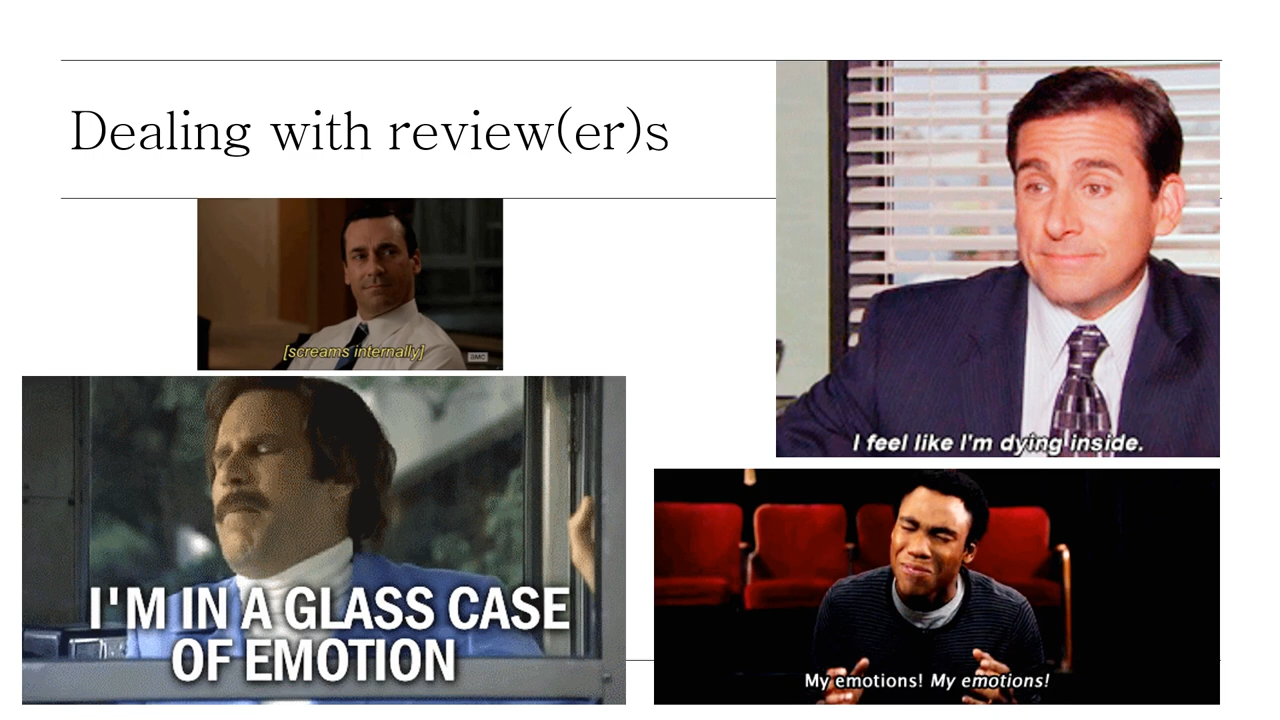 Dealing with review(er)s
[screams internally]
AMC
I feel like I'm dying inside.
I'M IN A GLASS CASE
OF EMOTION
My emotions! My emotions!